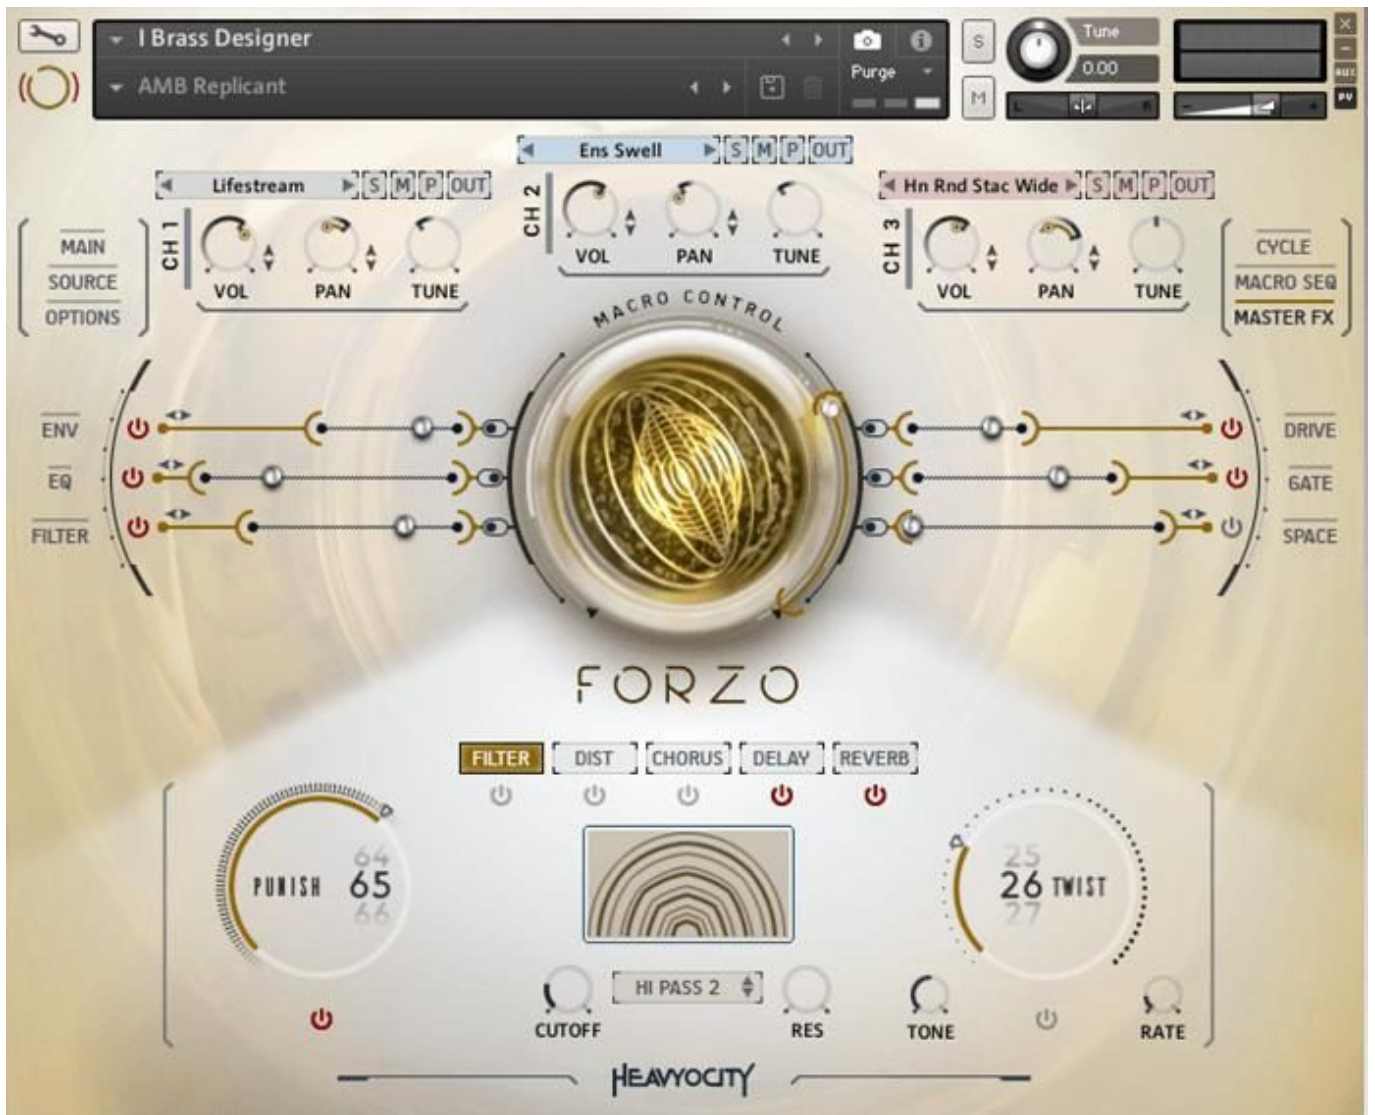 I Brass Designer
AMB Replicant
Purge
S
M
Tune
0.00
L R
- +
×
-
AUX
PV
Ens Swell S M P OUT
Lifestream S M P OUT
Hn Rnd Stac Wide S M P OUT
CH 1
VOL PAN TUNE
CH 2
VOL PAN TUNE
CH 3
VOL PAN TUNE
MAIN
SOURCE
OPTIONS
CYCLE
MACRO SEQ
MASTER FX
MACRO CONTROL
ENV
EQ
FILTER
DRIVE
GATE
SPACE
FORZO
FILTER DIST CHORUS DELAY REVERB
64
PUNISH 65
66
25
26 TWIST
27
HI PASS 2
CUTOFF RES TONE RATE
HEAVYOCITY